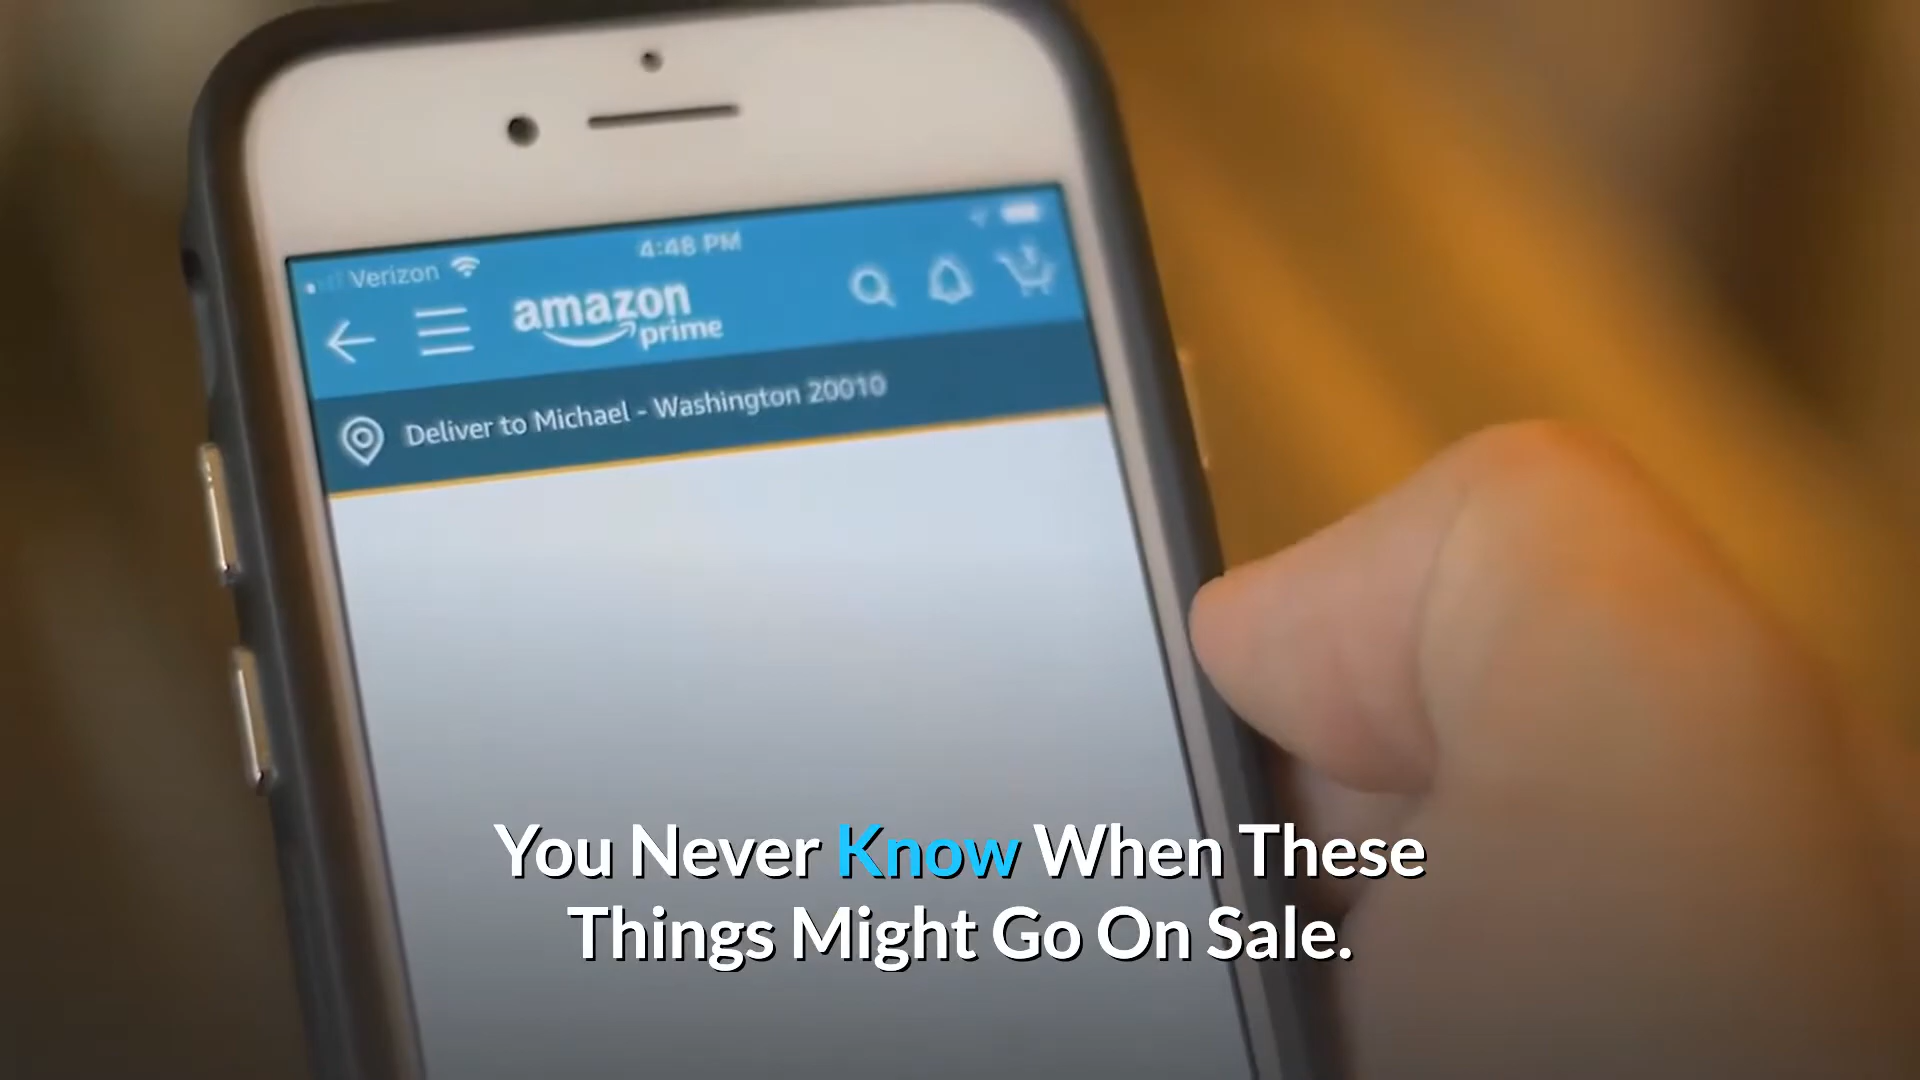 4:48 PM
Verizon
amazon
prime
Deliver to Michael - Washington 20010
You Never Know When These
Things Might Go On Sale.